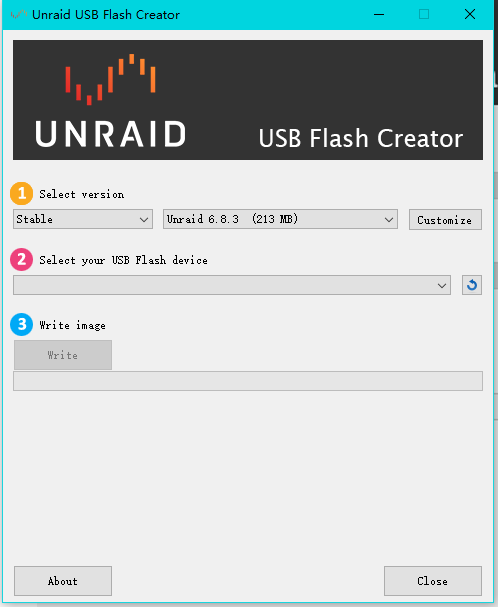 Unraid USB Flash Creator
UNRAID
USB Flash Creator
1 Select version
Stable Unraid 6.8.3 (213 MB) Customize
2 Select your USB Flash device
3 Write image
Write
About Close